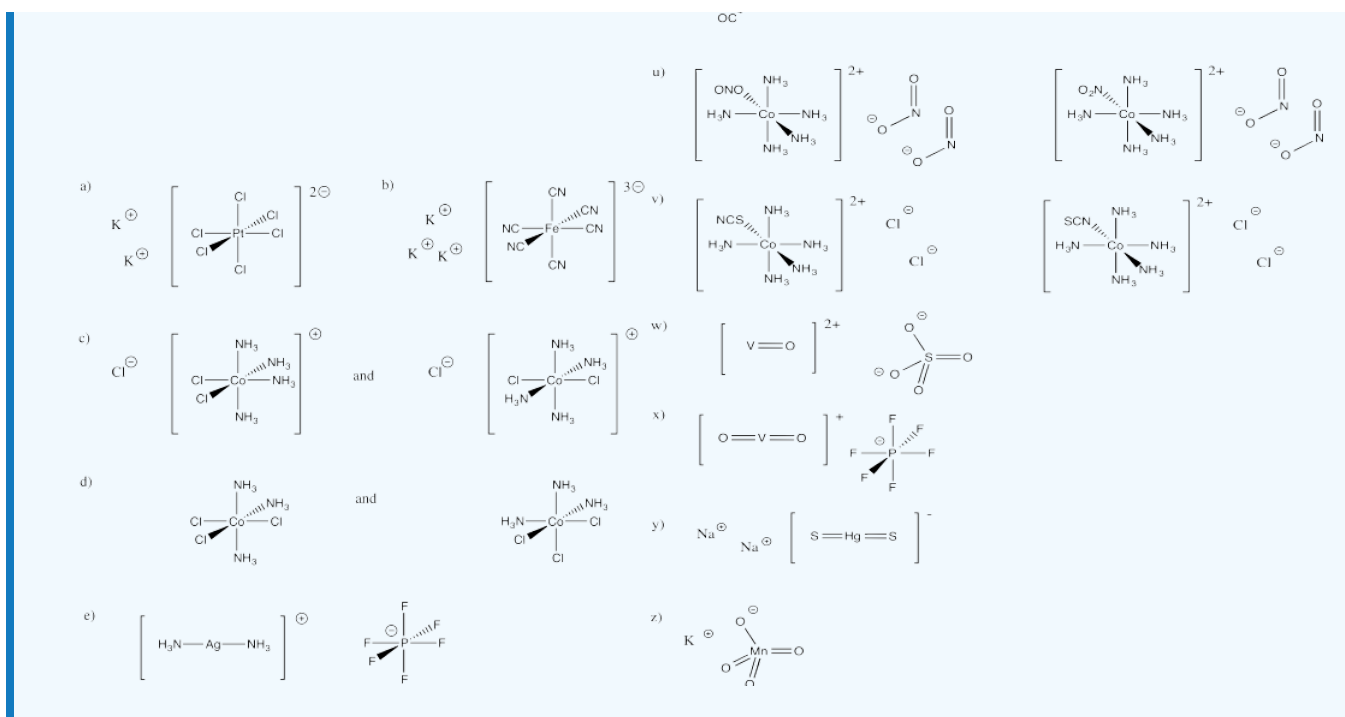 OC-
u)
[ NH3 ONO H3N Co NH3 NH3 NH3 ] 2+ O N ⊖ O O N ⊖ O
[ NH3 O2N H3N Co NH3 NH3 NH3 ] 2+ O N ⊖ O O N ⊖ O
a)
K⊕ K⊕ [ Cl Cl Cl Pt Cl Cl Cl ] 2⊖
b)
K⊕ K⊕ K⊕ [ CN CN NC Fe CN NC CN ] 3⊖
v)
[ NH3 NCS H3N Co NH3 NH3 NH3 ] 2+ Cl⊖ Cl⊖
[ NH3 SCN H3N Co NH3 NH3 NH3 ] 2+ Cl⊖ Cl⊖
c)
Cl⊖ [ NH3 NH3 Cl Co NH3 Cl NH3 ] ⊕
and
Cl⊖ [ NH3 NH3 Cl Co Cl H3N NH3 ] ⊕
w)
[ V O ] 2+ O⊖ S O ⊖O O
x)
[ O V O ] + F F ⊖ F P F F F
d)
NH3 NH3 Cl Co Cl Cl NH3
and
NH3 NH3 H3N Co Cl Cl Cl
y)
Na⊕ Na⊕ [ S Hg S ] -
e)
[ H3N Ag NH3 ] ⊕ F F ⊖ F P F F F
z)
K⊕ O⊖ Mn O O O